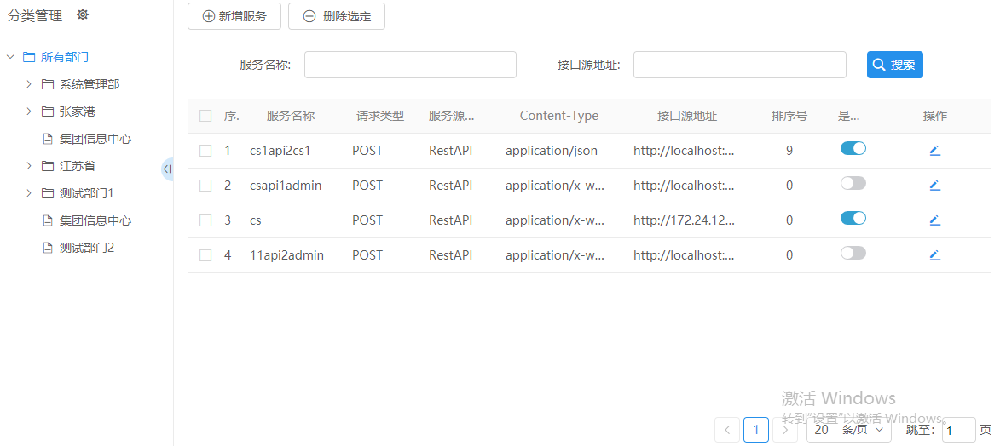 分类管理
新增服务 删除选定
所有部门
系统管理部
张家港
集团信息中心
江苏省
测试部门1
集团信息中心
测试部门2
服务名称: 接口源地址: 搜索
序. 服务名称 请求类型 服务源... Content-Type 接口源地址 排序号 是... 操作
1 cs1api2cs1 POST RestAPI application/json http://localhost:... 9
2 csapi1admin POST RestAPI application/x-w... http://localhost:... 0
3 cs POST RestAPI application/x-w... http://172.24.12... 0
4 11api2admin POST RestAPI application/x-w... http://localhost:... 0
激活 Windows
转到"设置"以激活 Windows。
1 20 条/页 跳至: 1 页